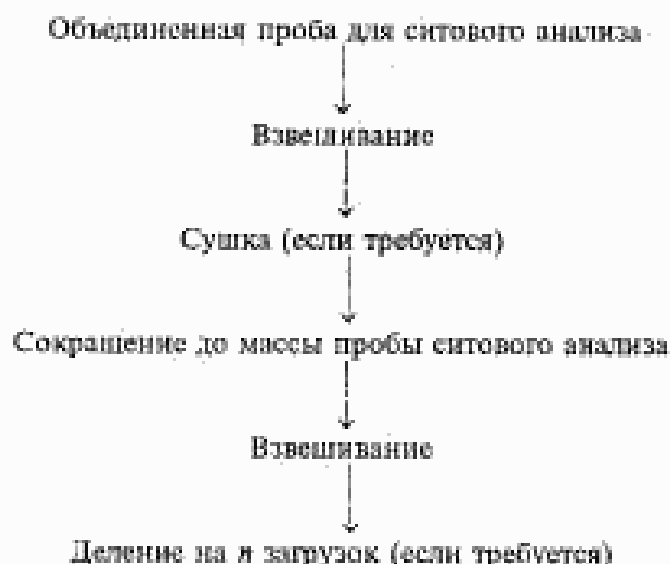 Объединенная проба для ситового анализа
Взвешивание
Сушка (если требуется)
Сокращение до массы пробы ситового анализа
Взвешивание
Деление на n загрузок (если требуется)